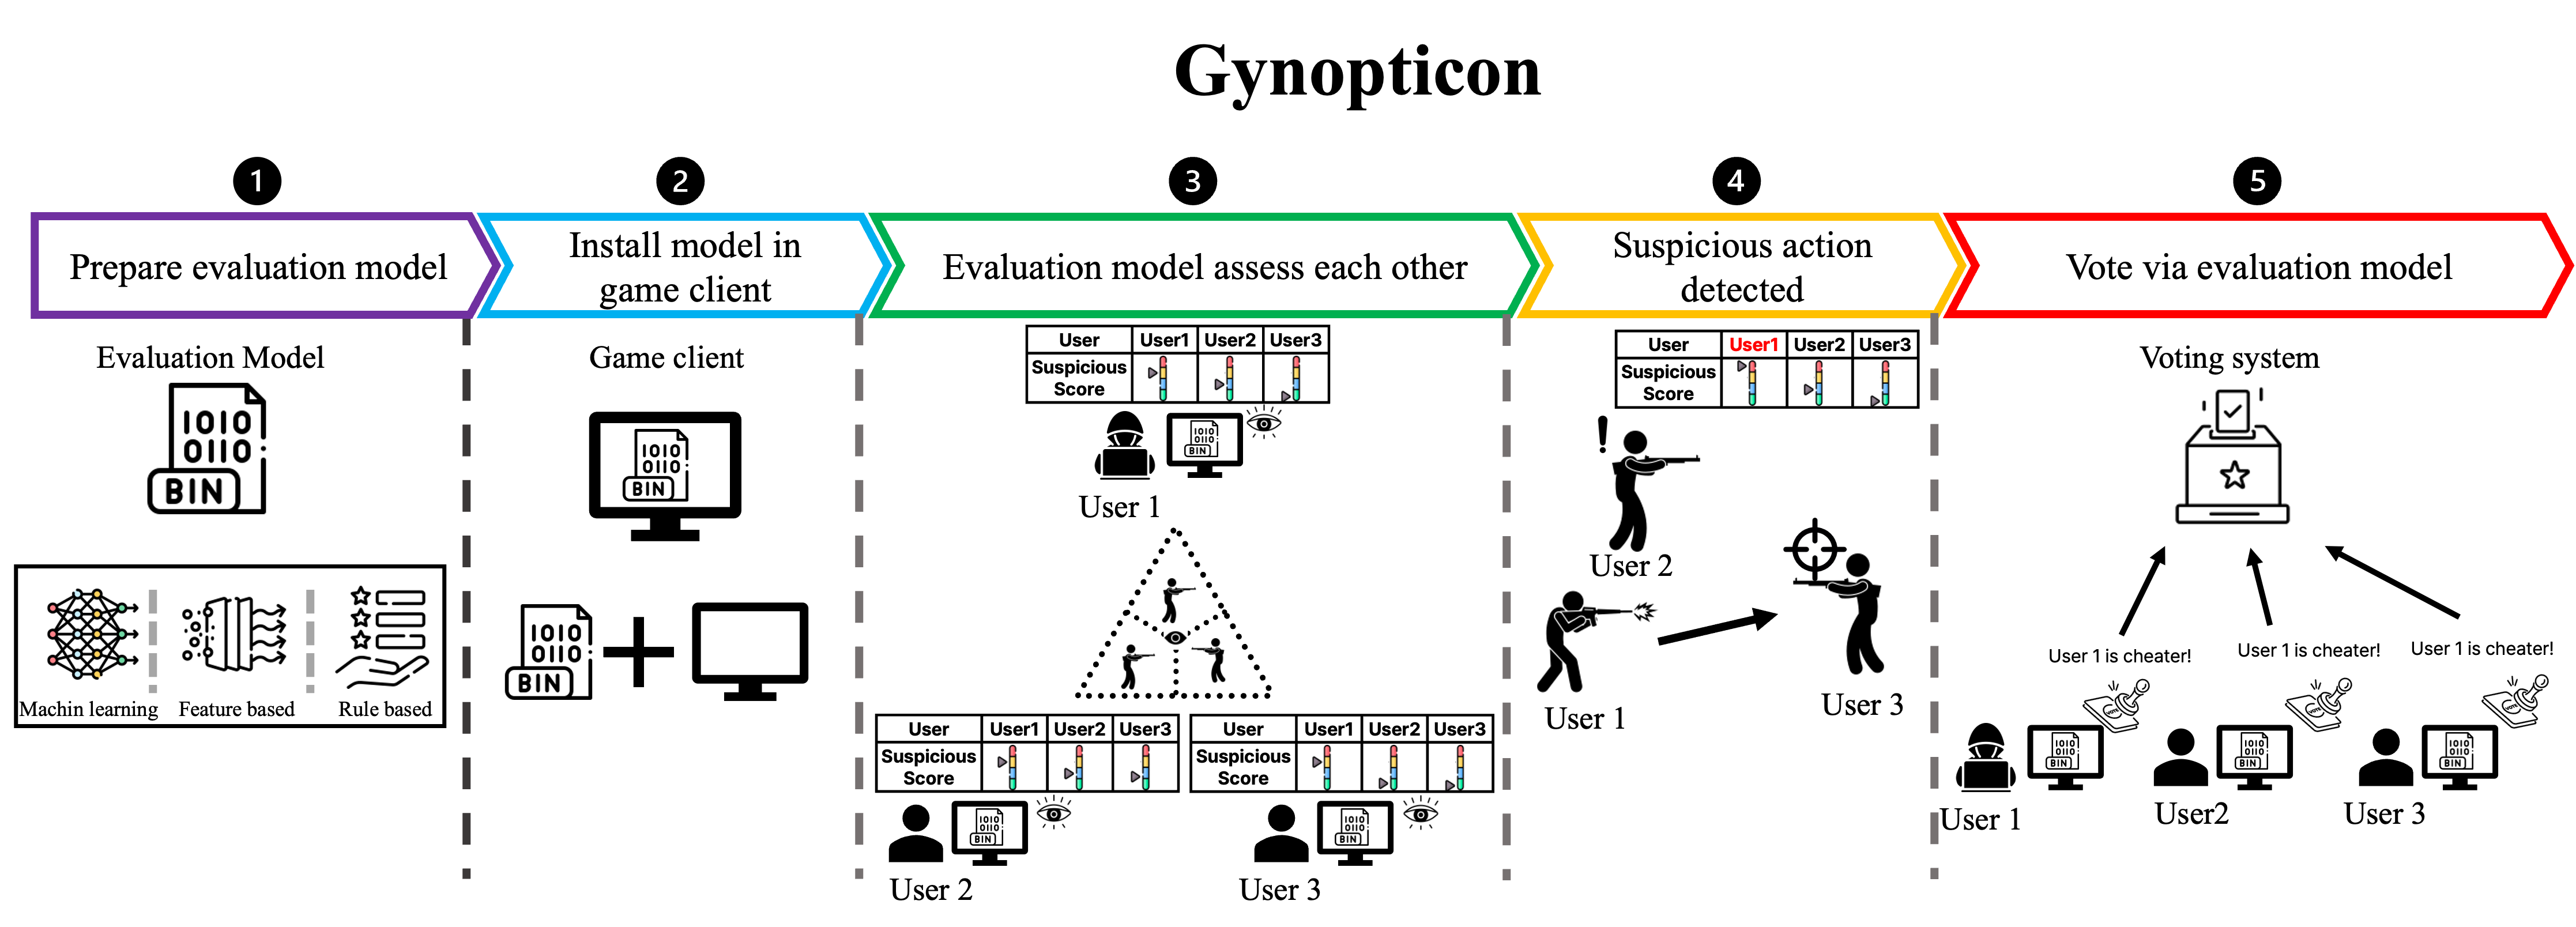 Gynopticon
1
2
3
4
5
Prepare evaluation model
Install model in
game client
Evaluation model assess each other
Suspicious action
detected
Vote via evaluation model
Evaluation Model
1010
0110
BIN
Machin learning
Feature based
Rule based
Game client
1010
0110
BIN
1010
0110
BIN
User User1 User2 User3
Suspicious
Score
1010
0110
BIN
User 1
User User1 User2 User3
Suspicious
Score
1010
0110
BIN
User 2
User User1 User2 User3
Suspicious
Score
1010
0110
BIN
User 3
User User1 User2 User3
Suspicious
Score
!
User 2
User 1
User 3
Voting system
User 1 is cheater!
User 1 is cheater!
User 1 is cheater!
VOTE
VOTE
VOTE
1010
0110
BIN
1010
0110
BIN
1010
0110
BIN
User 1
User2
User 3